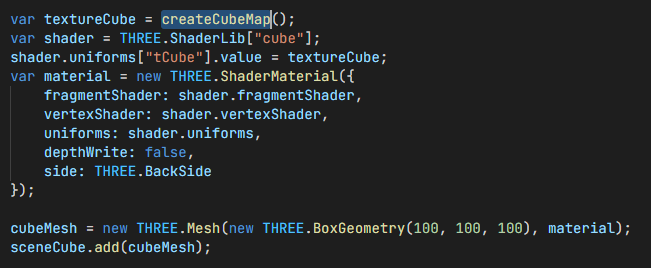 var textureCube = createCubeMap();
var shader = THREE.ShaderLib["cube"];
shader.uniforms["tCube"].value = textureCube;
var material = new THREE.ShaderMaterial({
    fragmentShader: shader.fragmentShader,
    vertexShader: shader.vertexShader,
    uniforms: shader.uniforms,
    depthWrite: false,
    side: THREE.BackSide
});

cubeMesh = new THREE.Mesh(new THREE.BoxGeometry(100, 100, 100), material);
sceneCube.add(cubeMesh);